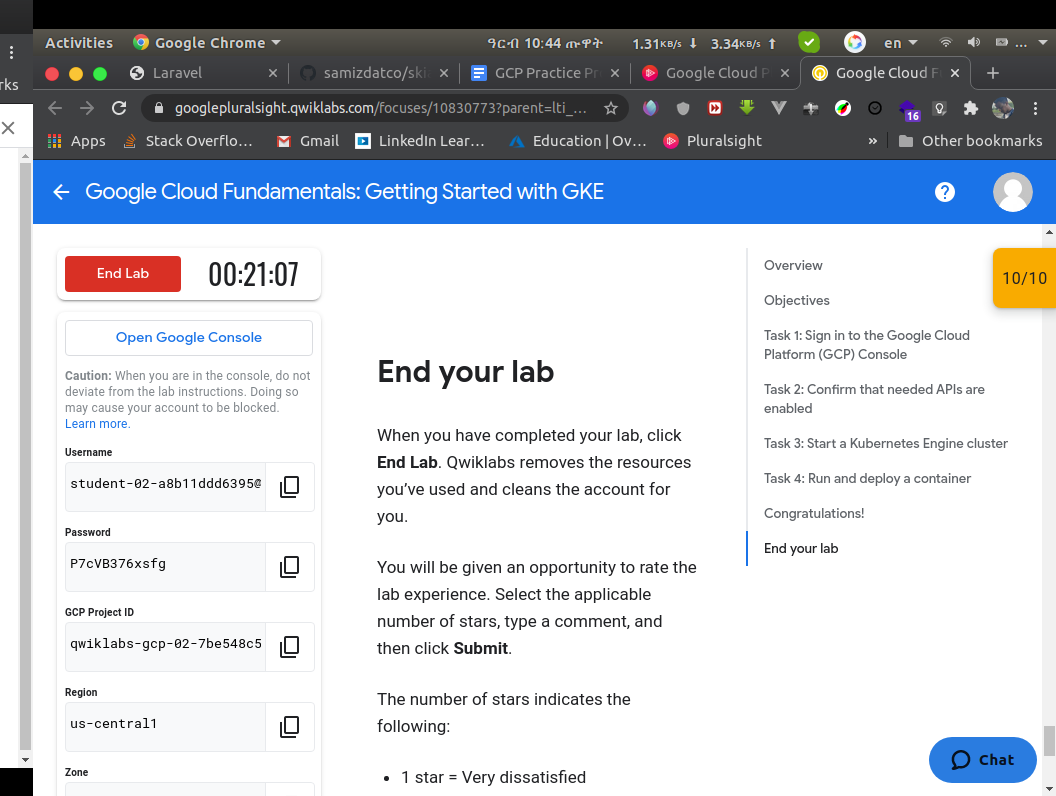 Activities
Google Chrome
ዓርብ 10:44 ጡዋት
1.31KB/s
3.34KB/s
en
...
rks
Laravel
samizdatco/ski
GCP Practice Pr
Google Cloud P
Google Cloud F
googlepluralsight.qwiklabs.com/focuses/10830773?parent=lti_...
16
Apps
Stack Overflo...
Gmail
LinkedIn Lear...
Education | Ov...
Pluralsight
»
Other bookmarks
Google Cloud Fundamentals: Getting Started with GKE
?
End Lab
00:21:07
Open Google Console
Caution: When you are in the console, do not
deviate from the lab instructions. Doing so
may cause your account to be blocked.
Learn more.
Username
student-02-a8b11ddd6395@
Password
P7cVB376xsfg
GCP Project ID
qwiklabs-gcp-02-7be548c5
Region
us-central1
Zone
End your lab
When you have completed your lab, click
End Lab. Qwiklabs removes the resources
you’ve used and cleans the account for
you.
You will be given an opportunity to rate the
lab experience. Select the applicable
number of stars, type a comment, and
then click Submit.
The number of stars indicates the
following:
• 1 star = Very dissatisfied
Overview
Objectives
Task 1: Sign in to the Google Cloud
Platform (GCP) Console
Task 2: Confirm that needed APIs are
enabled
Task 3: Start a Kubernetes Engine cluster
Task 4: Run and deploy a container
Congratulations!
End your lab
10/10
Chat